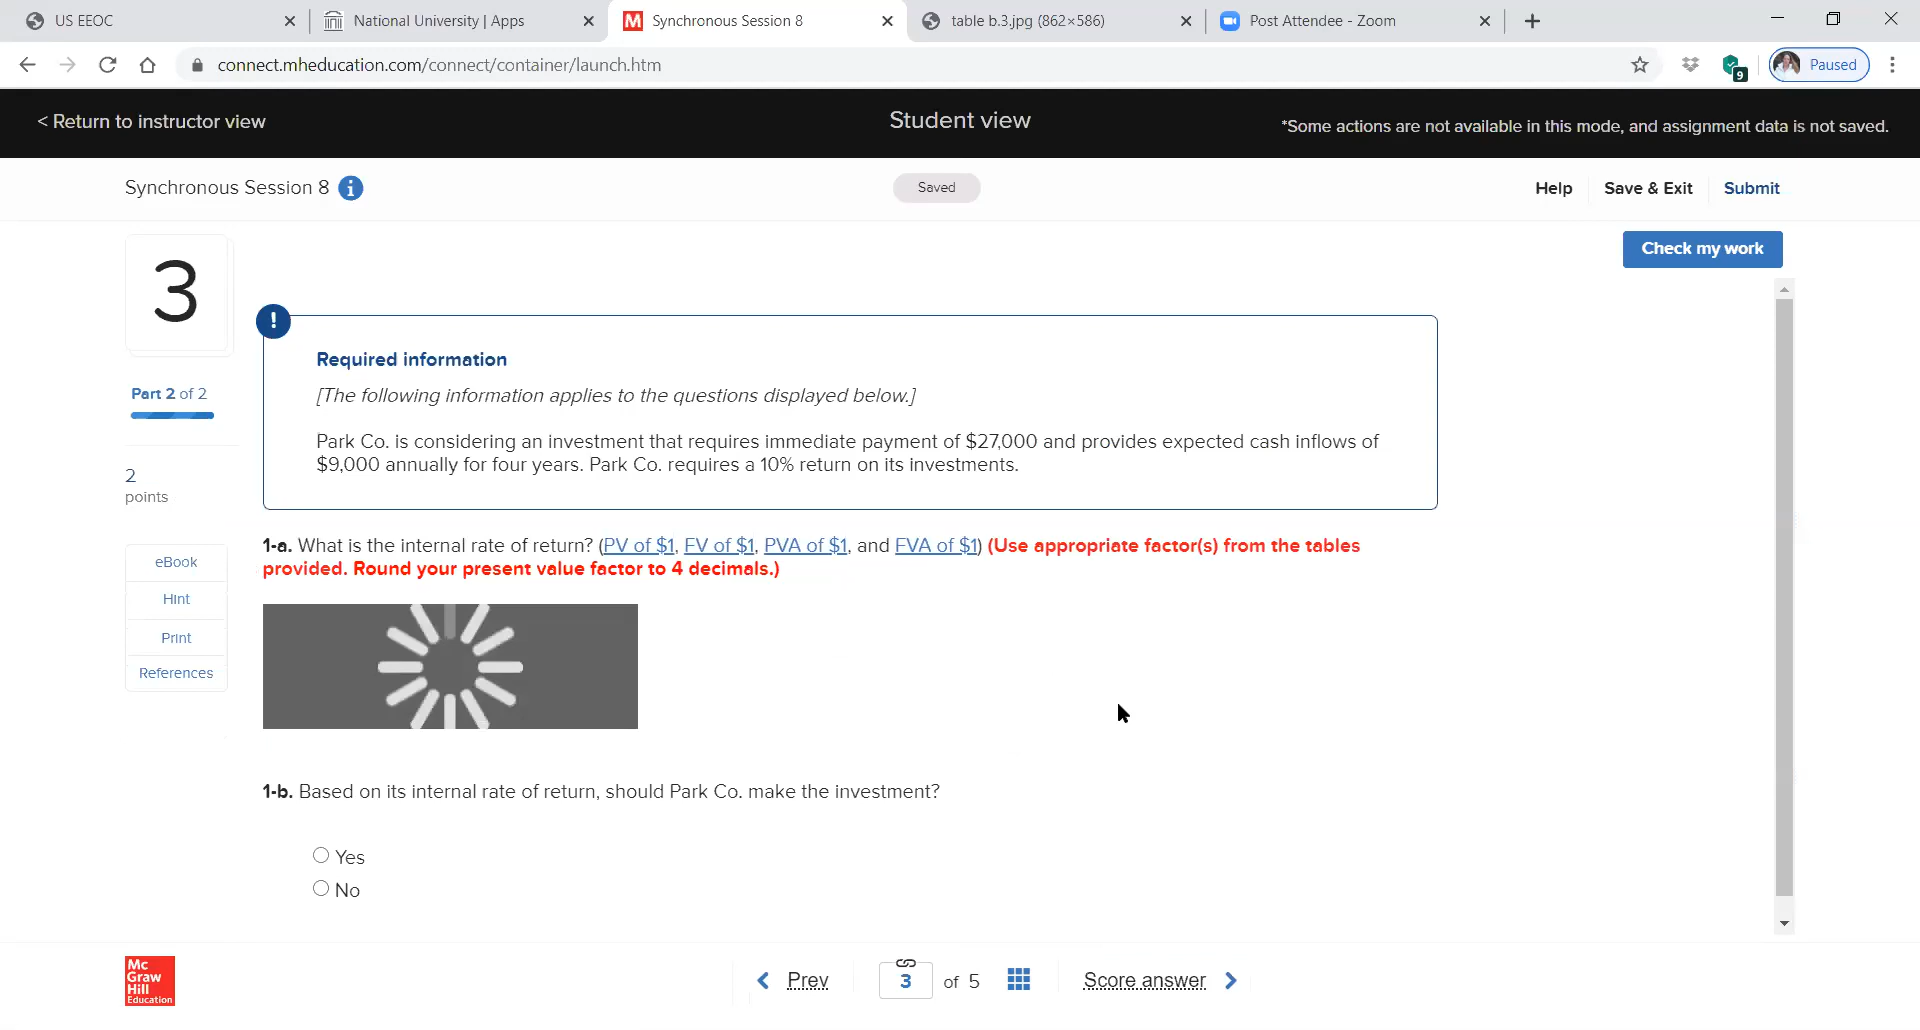 US EEOC
National University | Apps
M Synchronous Session 8
table b.3.jpg (862×586)
Post Attendee - Zoom
connect.mheducation.com/connect/container/launch.htm
9
Paused
< Return to instructor view
Student view
*Some actions are not available in this mode, and assignment data is not saved.
Synchronous Session 8 i
Saved
Help
Save & Exit
Submit
3
Check my work
!
Required information
[The following information applies to the questions displayed below.]
Part 2 of 2
Park Co. is considering an investment that requires immediate payment of $27,000 and provides expected cash inflows of
$9,000 annually for four years. Park Co. requires a 10% return on its investments.
2
points
1-a. What is the internal rate of return? (PV of $1, FV of $1, PVA of $1, and FVA of $1) (Use appropriate factor(s) from the tables
provided. Round your present value factor to 4 decimals.)
eBook
Hint
Print
References
1-b. Based on its internal rate of return, should Park Co. make the investment?
Yes
No
Mc
Graw
Hill
Education
Prev
3 of 5
Score answer